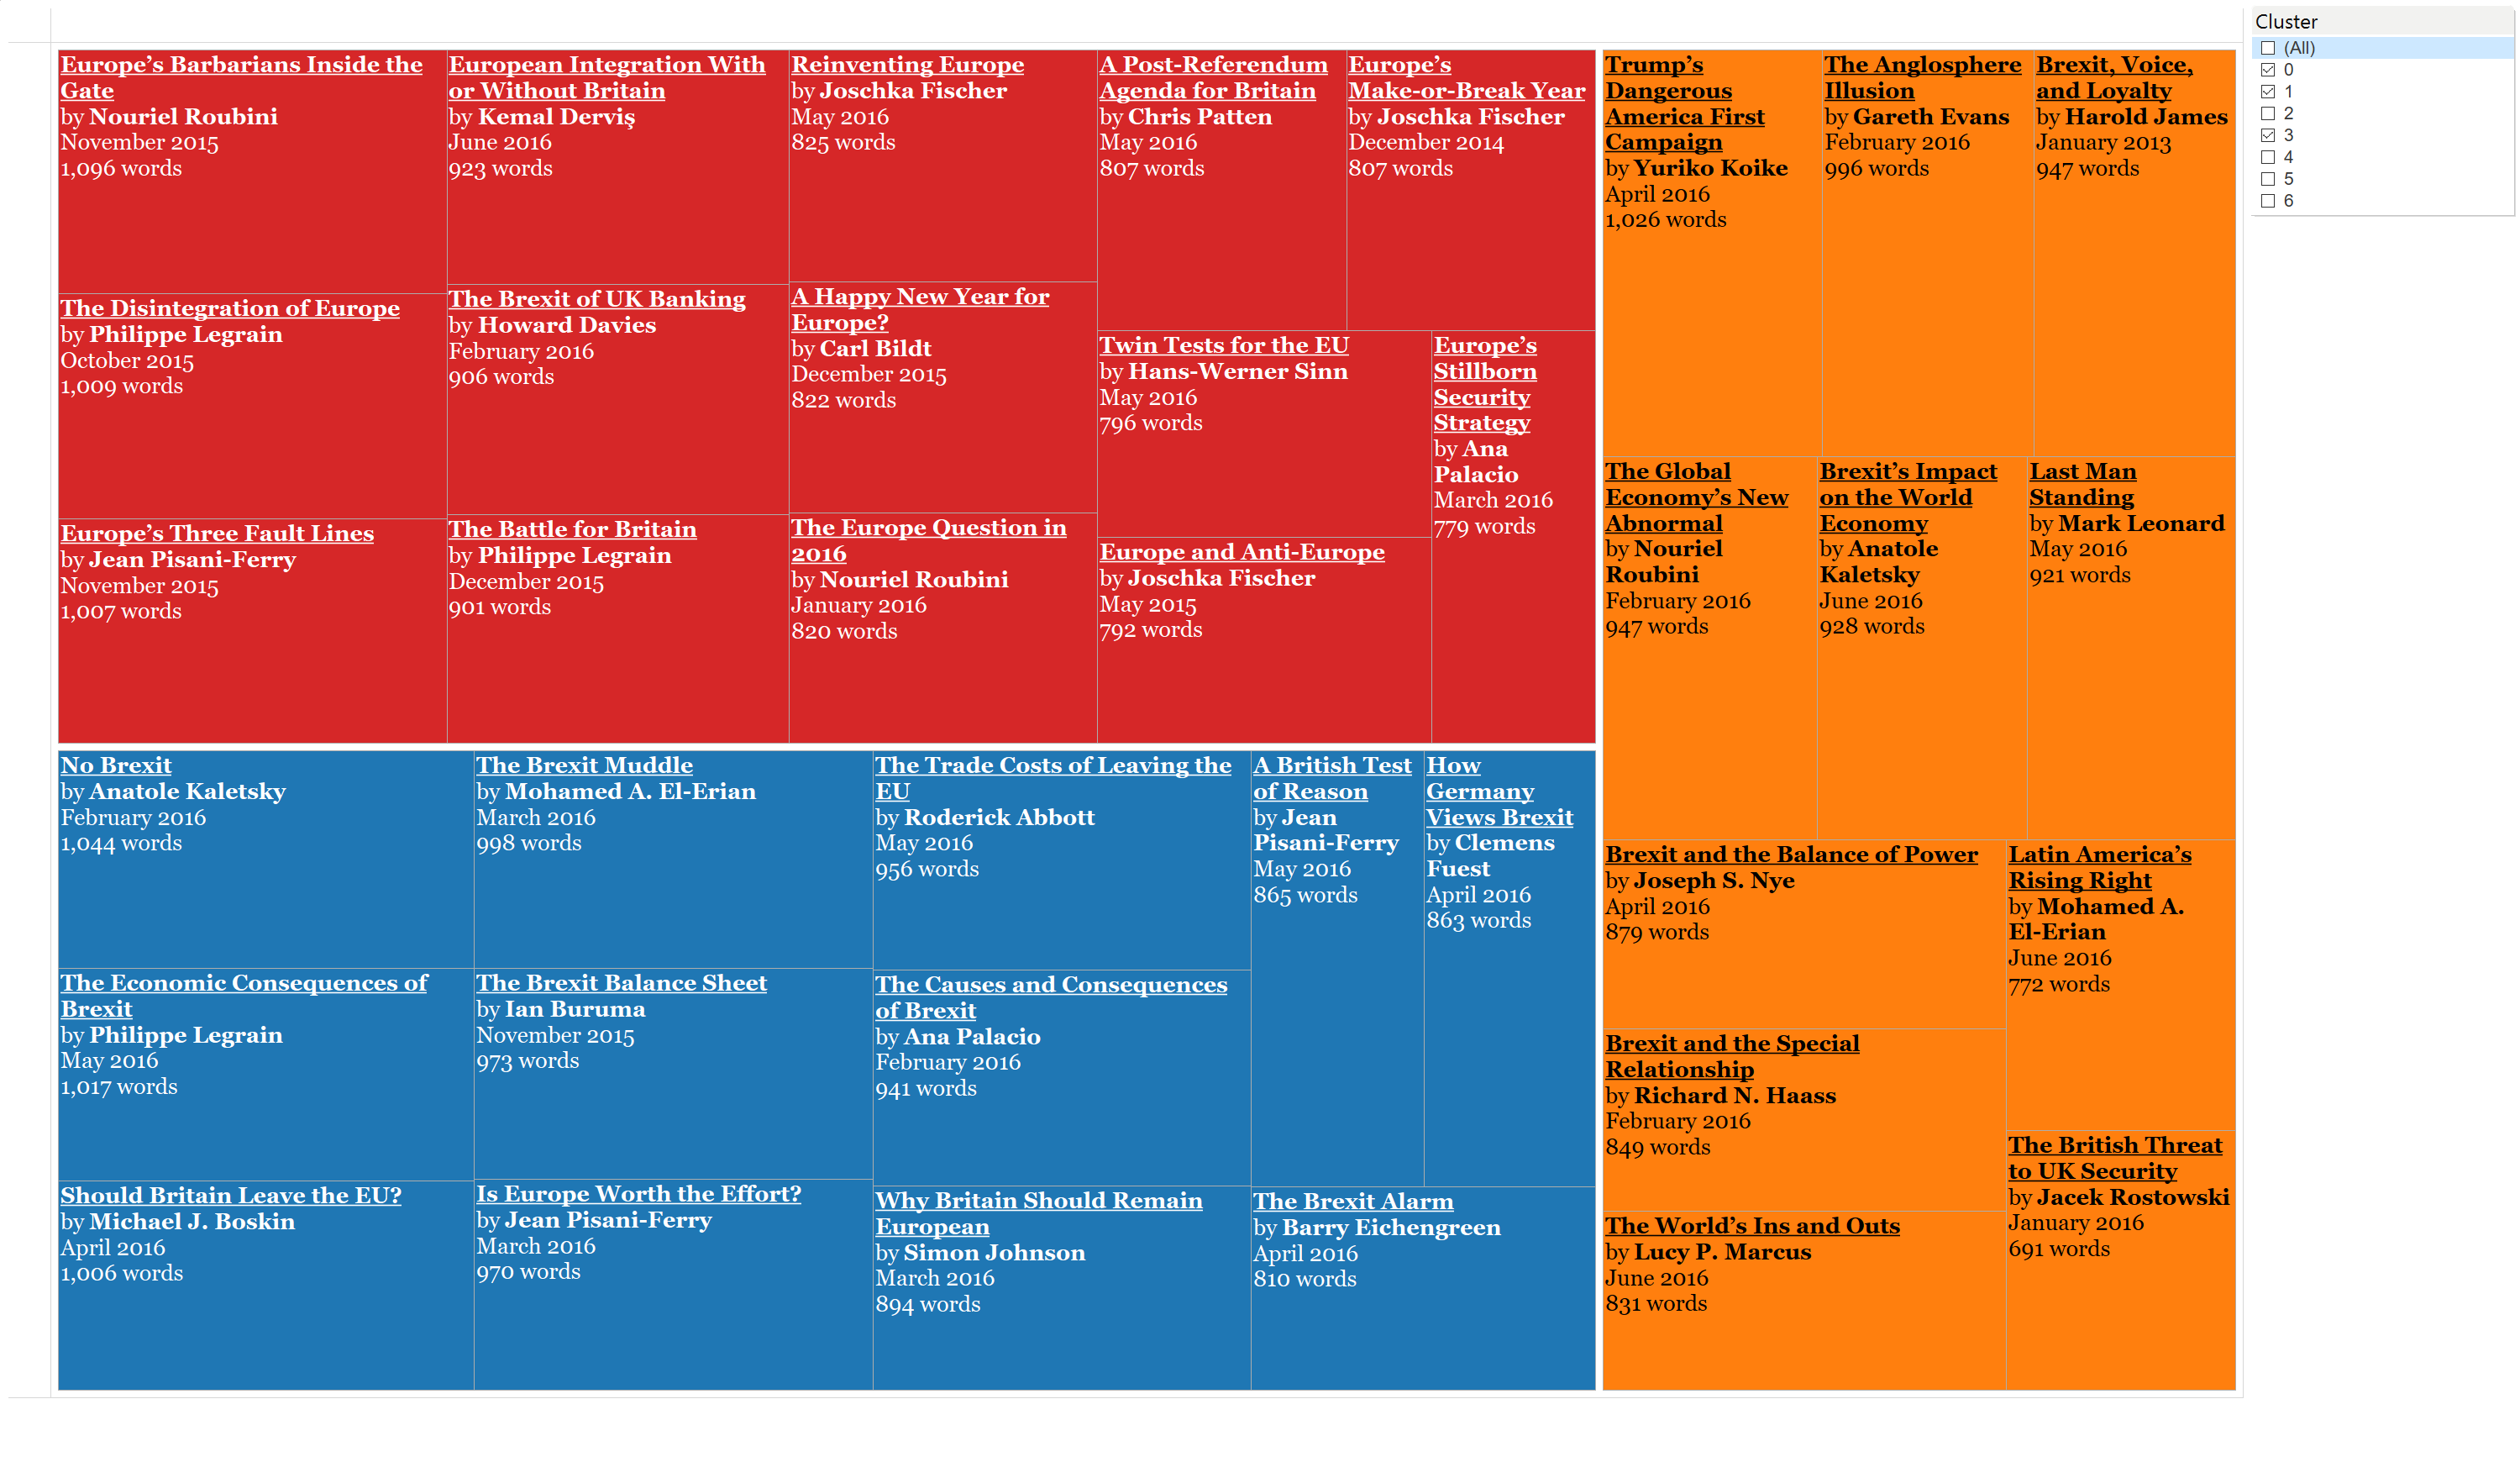 Europe’s Barbarians Inside the
Gate
by Nouriel Roubini
November 2015
1,096 words
The Disintegration of Europe
by Philippe Legrain
October 2015
1,009 words
Europe’s Three Fault Lines
by Jean Pisani-Ferry
November 2015
1,007 words
European Integration With
or Without Britain
by Kemal Derviş
June 2016
923 words
The Brexit of UK Banking
by Howard Davies
February 2016
906 words
The Battle for Britain
by Philippe Legrain
December 2015
901 words
Reinventing Europe
by Joschka Fischer
May 2016
825 words
A Happy New Year for
Europe?
by Carl Bildt
December 2015
822 words
The Europe Question in
2016
by Nouriel Roubini
January 2016
820 words
A Post-Referendum
Agenda for Britain
by Chris Patten
May 2016
807 words
Europe’s
Make-or-Break Year
by Joschka Fischer
December 2014
807 words
Twin Tests for the EU
by Hans-Werner Sinn
May 2016
796 words
Europe and Anti-Europe
by Joschka Fischer
May 2015
792 words
Europe’s
Stillborn
Security
Strategy
by Ana
Palacio
March 2016
779 words
No Brexit
by Anatole Kaletsky
February 2016
1,044 words
The Economic Consequences of
Brexit
by Philippe Legrain
May 2016
1,017 words
Should Britain Leave the EU?
by Michael J. Boskin
April 2016
1,006 words
The Brexit Muddle
by Mohamed A. El-Erian
March 2016
998 words
The Brexit Balance Sheet
by Ian Buruma
November 2015
973 words
Is Europe Worth the Effort?
by Jean Pisani-Ferry
March 2016
970 words
The Trade Costs of Leaving the
EU
by Roderick Abbott
May 2016
956 words
The Causes and Consequences
of Brexit
by Ana Palacio
February 2016
941 words
Why Britain Should Remain
European
by Simon Johnson
March 2016
894 words
A British Test
of Reason
by Jean
Pisani-Ferry
May 2016
865 words
How
Germany
Views Brexit
by Clemens
Fuest
April 2016
863 words
The Brexit Alarm
by Barry Eichengreen
April 2016
810 words
Trump’s
Dangerous
America First
Campaign
by Yuriko Koike
April 2016
1,026 words
The Anglosphere
Illusion
by Gareth Evans
February 2016
996 words
Brexit, Voice,
and Loyalty
by Harold James
January 2013
947 words
The Global
Economy’s New
Abnormal
by Nouriel
Roubini
February 2016
947 words
Brexit’s Impact
on the World
Economy
by Anatole
Kaletsky
June 2016
928 words
Last Man
Standing
by Mark Leonard
May 2016
921 words
Brexit and the Balance of Power
by Joseph S. Nye
April 2016
879 words
Brexit and the Special
Relationship
by Richard N. Haass
February 2016
849 words
The World’s Ins and Outs
by Lucy P. Marcus
June 2016
831 words
Latin America’s
Rising Right
by Mohamed A.
El-Erian
June 2016
772 words
The British Threat
to UK Security
by Jacek Rostowski
January 2016
691 words
Cluster
(All)
0
1
2
3
4
5
6